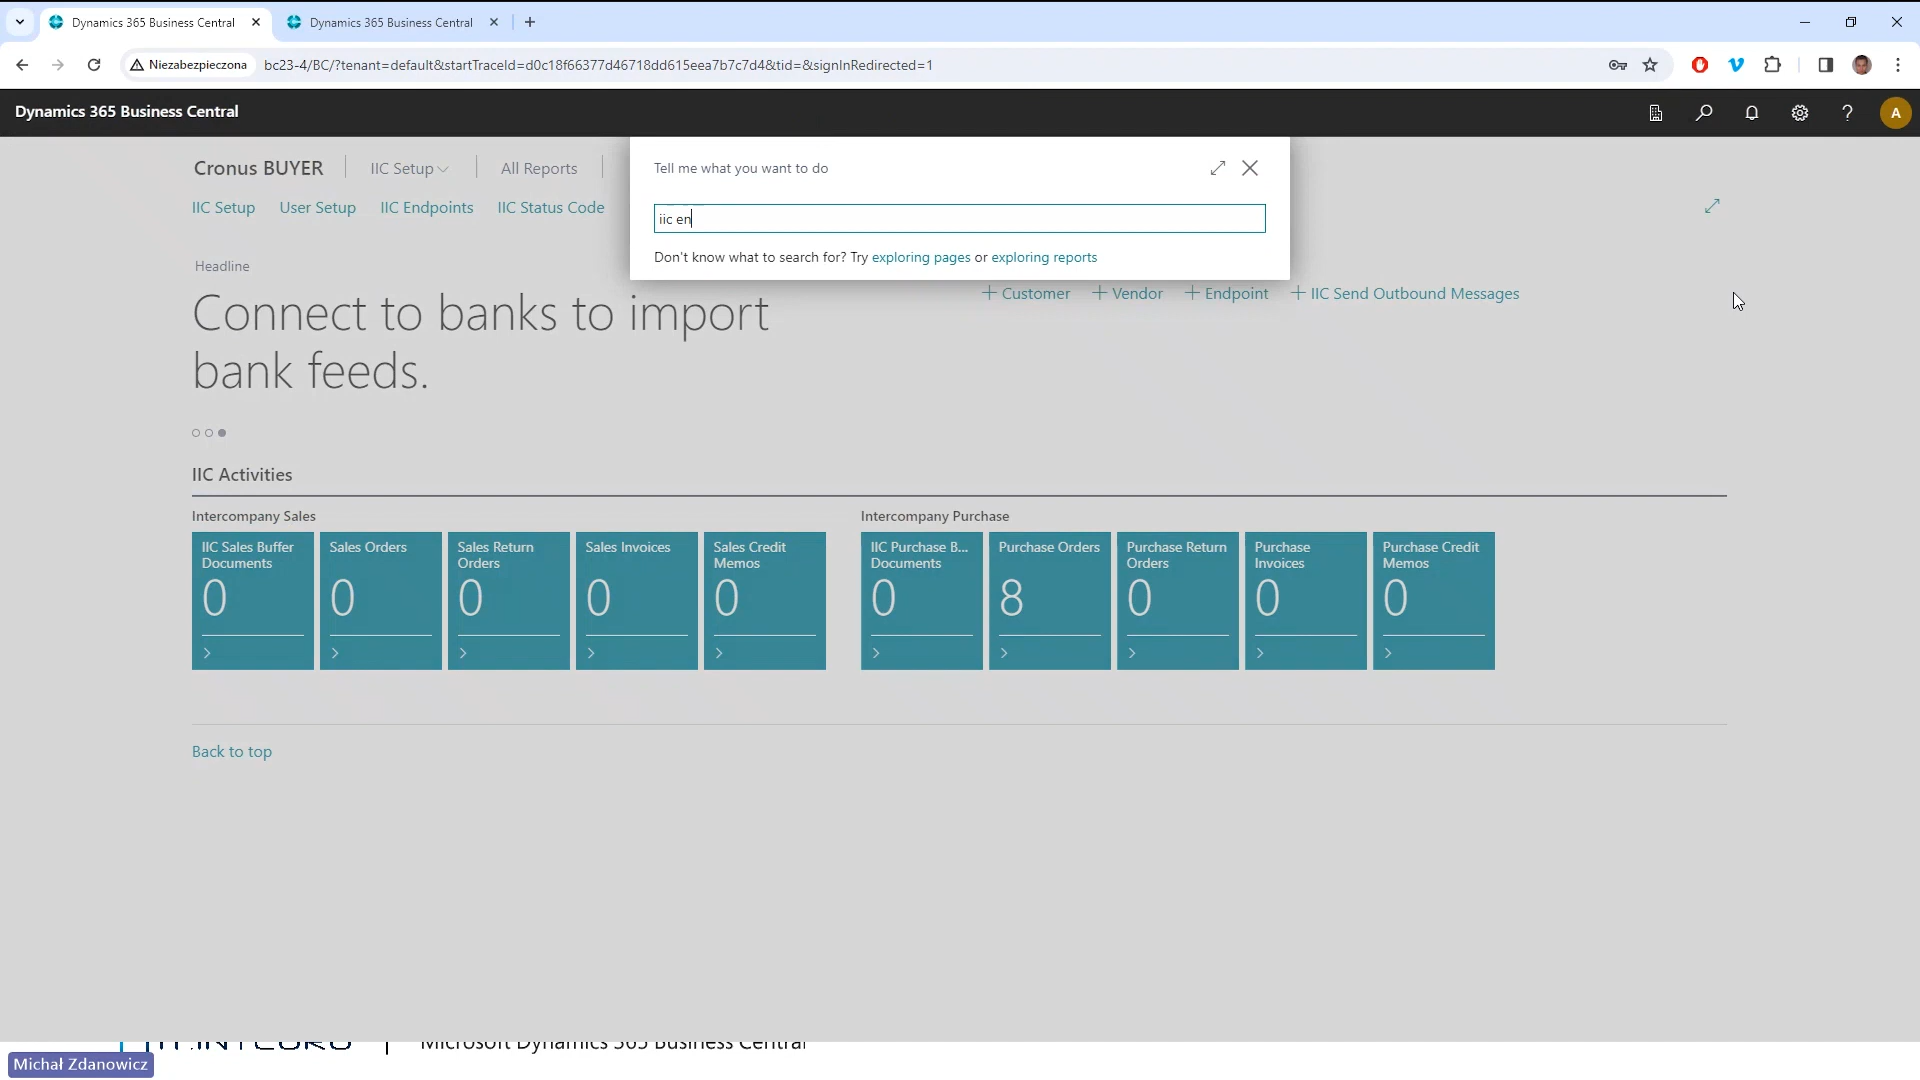 Dynamics 365 Business Central
Dynamics 365 Business Central
Niezabezpieczona
bc23-4/BC/?tenant=default&startTraceId=d0c18f66377d46718dd615eea7b7c7d4&tid=&signInRedirected=1
Dynamics 365 Business Central
A
Cronus BUYER
IIC Setup
All Reports
IIC Setup
User Setup
IIC Endpoints
IIC Status Code
Tell me what you want to do
iic en
Don't know what to search for? Try exploring pages or exploring reports
Headline
Connect to banks to import
bank feeds.
+ Customer
+ Vendor
+ Endpoint
+ IIC Send Outbound Messages
IIC Activities
Intercompany Sales
IIC Sales Buffer
Documents
0
Sales Orders
0
Sales Return
Orders
0
Sales Invoices
0
Sales Credit
Memos
0
Intercompany Purchase
IIC Purchase B...
Documents
0
Purchase Orders
8
Purchase Return
Orders
0
Purchase
Invoices
0
Purchase Credit
Memos
0
Back to top
Microsoft Dynamics 365 Business Central
Michał Zdanowicz